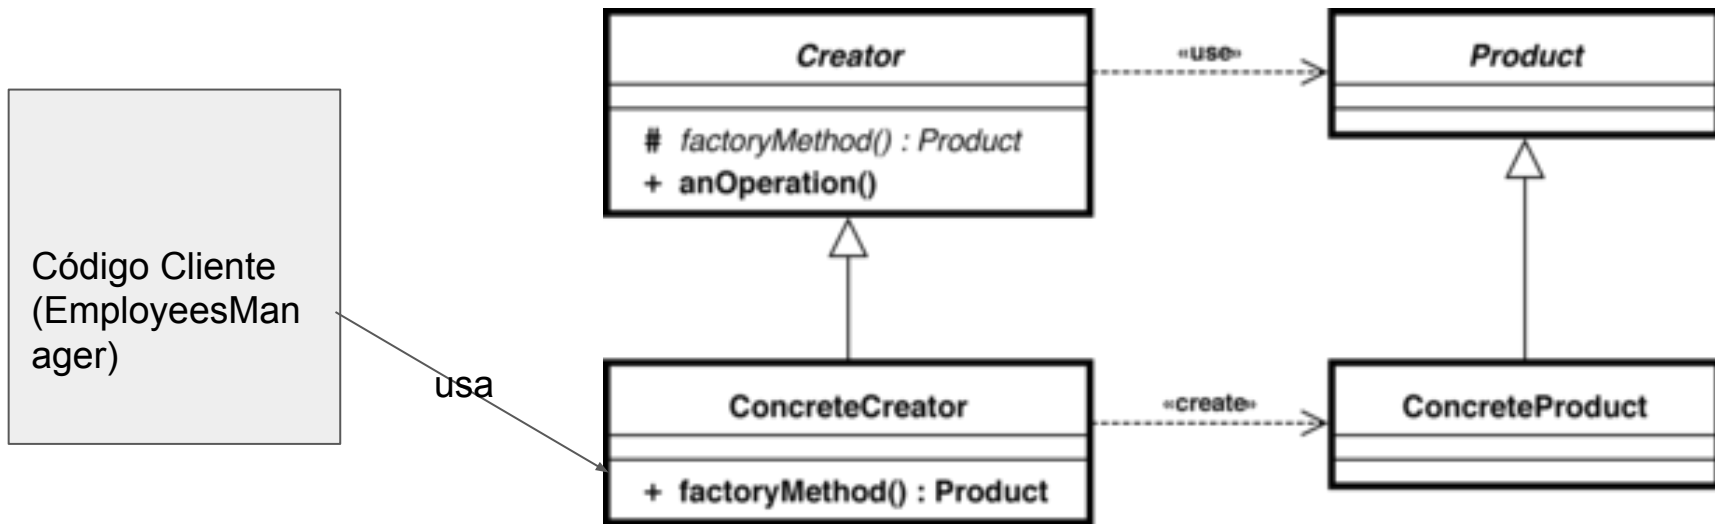 Código Cliente
(EmployeesMan
ager)
usa
Creator
# factoryMethod() : Product
+ anOperation()
«use»
Product
ConcreteCreator
+ factoryMethod() : Product
«create»
ConcreteProduct